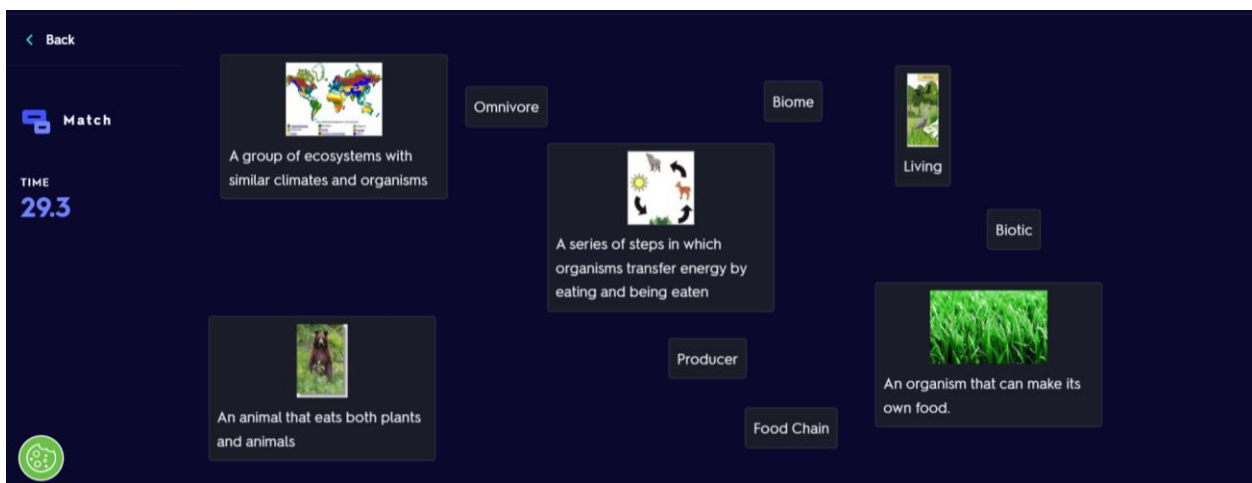 Back
Match
TIME
29.3
A group of ecosystems with
similar climates and organisms
Omnivore
Biome
Living
A series of steps in which
organisms transfer energy by
eating and being eaten
Biotic
An animal that eats both plants
and animals
Producer
An organism that can make its
own food.
Food Chain